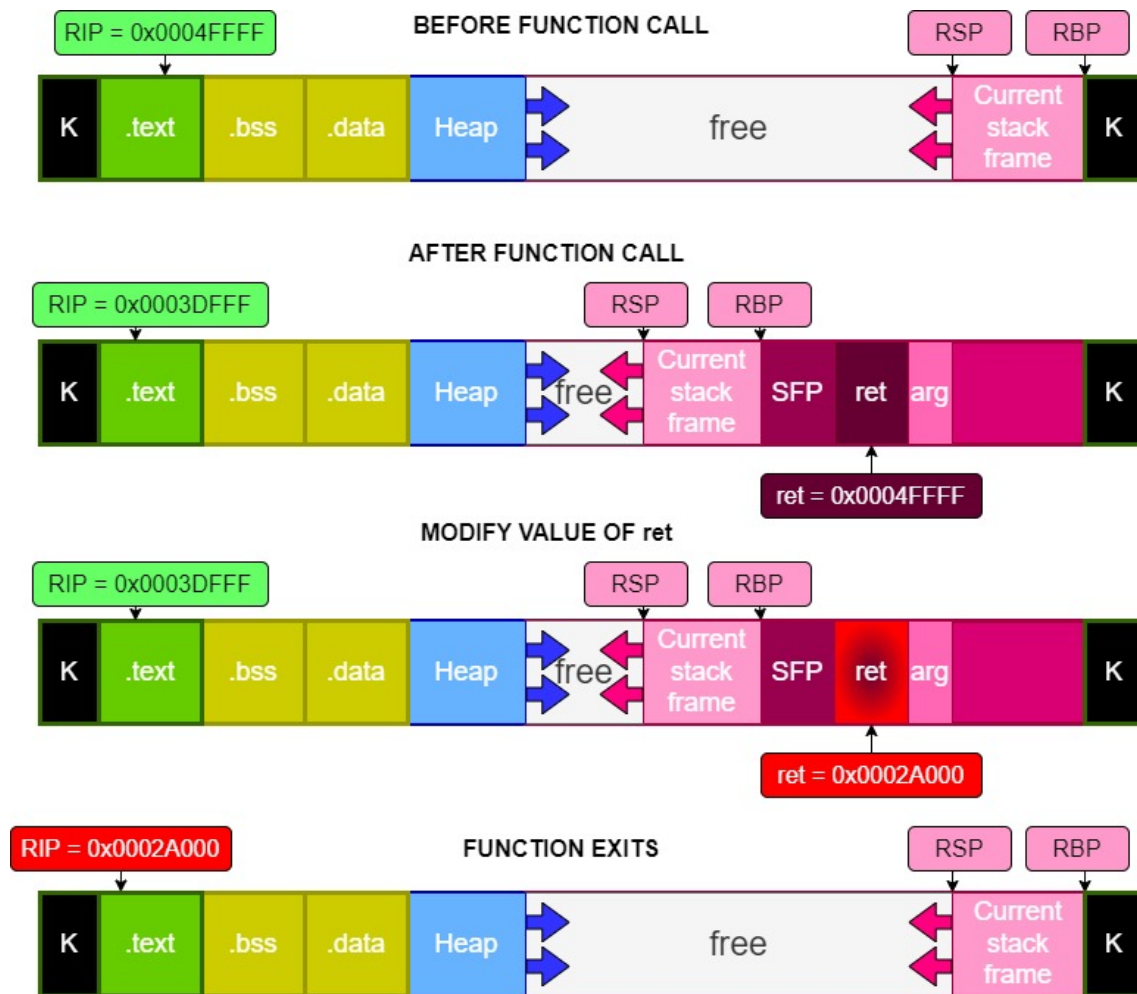 RIP = 0x0004FFFF
BEFORE FUNCTION CALL
RSP
RBP
K
.text
.bss
.data
Heap
free
Current
stack
frame
K
AFTER FUNCTION CALL
RIP = 0x0003DFFF
RSP
RBP
K
.text
.bss
.data
Heap
free
Current
stack
frame
SFP
ret
arg
K
ret = 0x0004FFFF
MODIFY VALUE OF ret
RIP = 0x0003DFFF
RSP
RBP
K
.text
.bss
.data
Heap
free
Current
stack
frame
SFP
ret
arg
K
ret = 0x0002A000
RIP = 0x0002A000
FUNCTION EXITS
RSP
RBP
K
.text
.bss
.data
Heap
free
Current
stack
frame
K